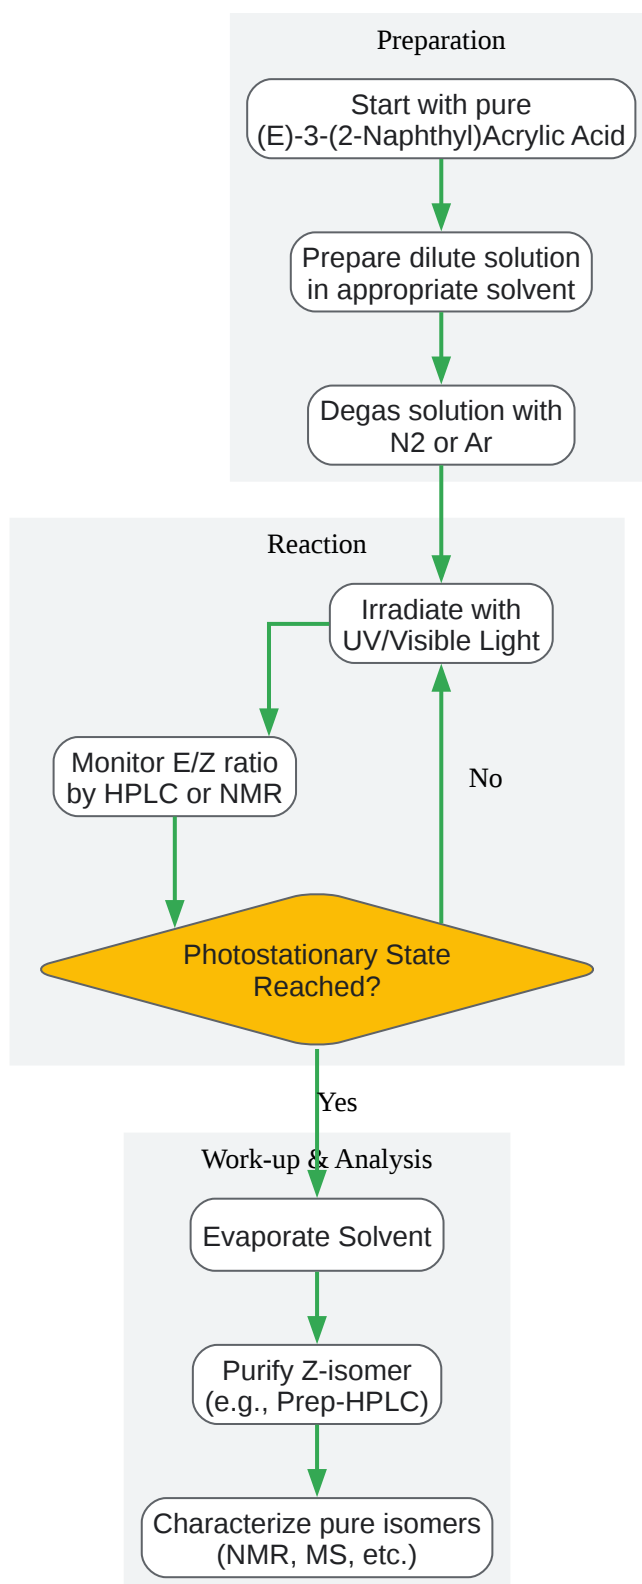 Preparation
Start with pure
(E)-3-(2-Naphthyl)Acrylic Acid
Prepare dilute solution
in appropriate solvent
Degas solution with
N2 or Ar
Reaction
Irradiate with
UV/Visible Light
Monitor E/Z ratio
by HPLC or NMR
No
Photostationary State
Reached?
Yes
Work-up & Analysis
Evaporate Solvent
Purify Z-isomer
(e.g., Prep-HPLC)
Characterize pure isomers
(NMR, MS, etc.)